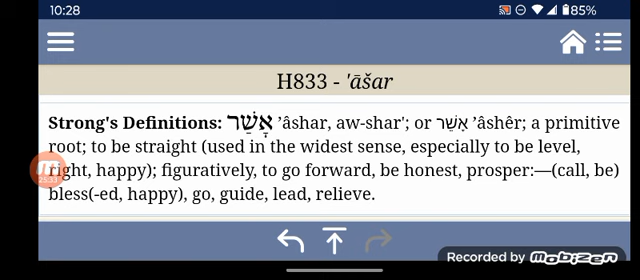 10:28 85%
H833 - 'āšar
Strong's Definitions: אָשַׁר ʼâshar, aw-shar'; or אָשֵׁר ʼâshêr; a primitive
root; to be straight (used in the widest sense, especially to be level,
right, happy); figuratively, to go forward, be honest, prosper:—(call, be)
bless(-ed, happy), go, guide, lead, relieve.
Recorded by Mobizen